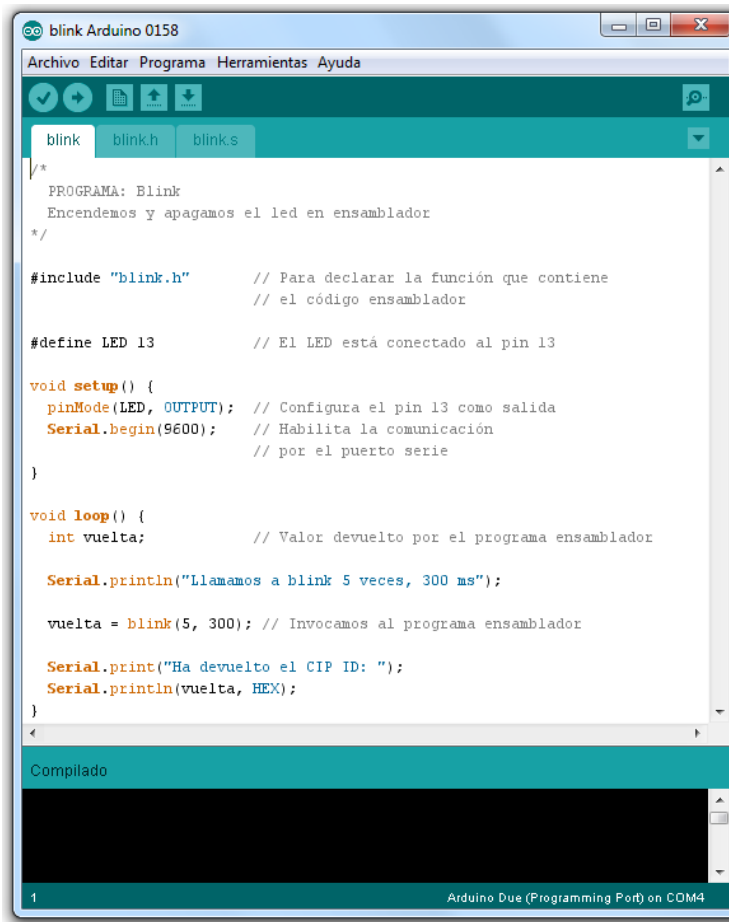 blink Arduino 0158
Archivo Editar Programa Herramientas Ayuda
blink blink.h blink.s
/*
PROGRAMA: Blink
Encendemos y apagamos el led en ensamblador
*/
#include "blink.h" // Para declarar la función que contiene
// el código ensamblador
#define LED 13 // El LED está conectado al pin 13
void setup() {
pinMode(LED, OUTPUT); // Configura el pin 13 como salida
Serial.begin(9600); // Habilita la comunicación
// por el puerto serie
}
void loop() {
int vuelta; // Valor devuelto por el programa ensamblador
Serial.println("Llamamos a blink 5 veces, 300 ms");
vuelta = blink(5, 300); // Invocamos al programa ensamblador
Serial.print("Ha devuelto el CIP ID: ");
Serial.println(vuelta, HEX);
}
Compilado
1 Arduino Due (Programming Port) on COM4